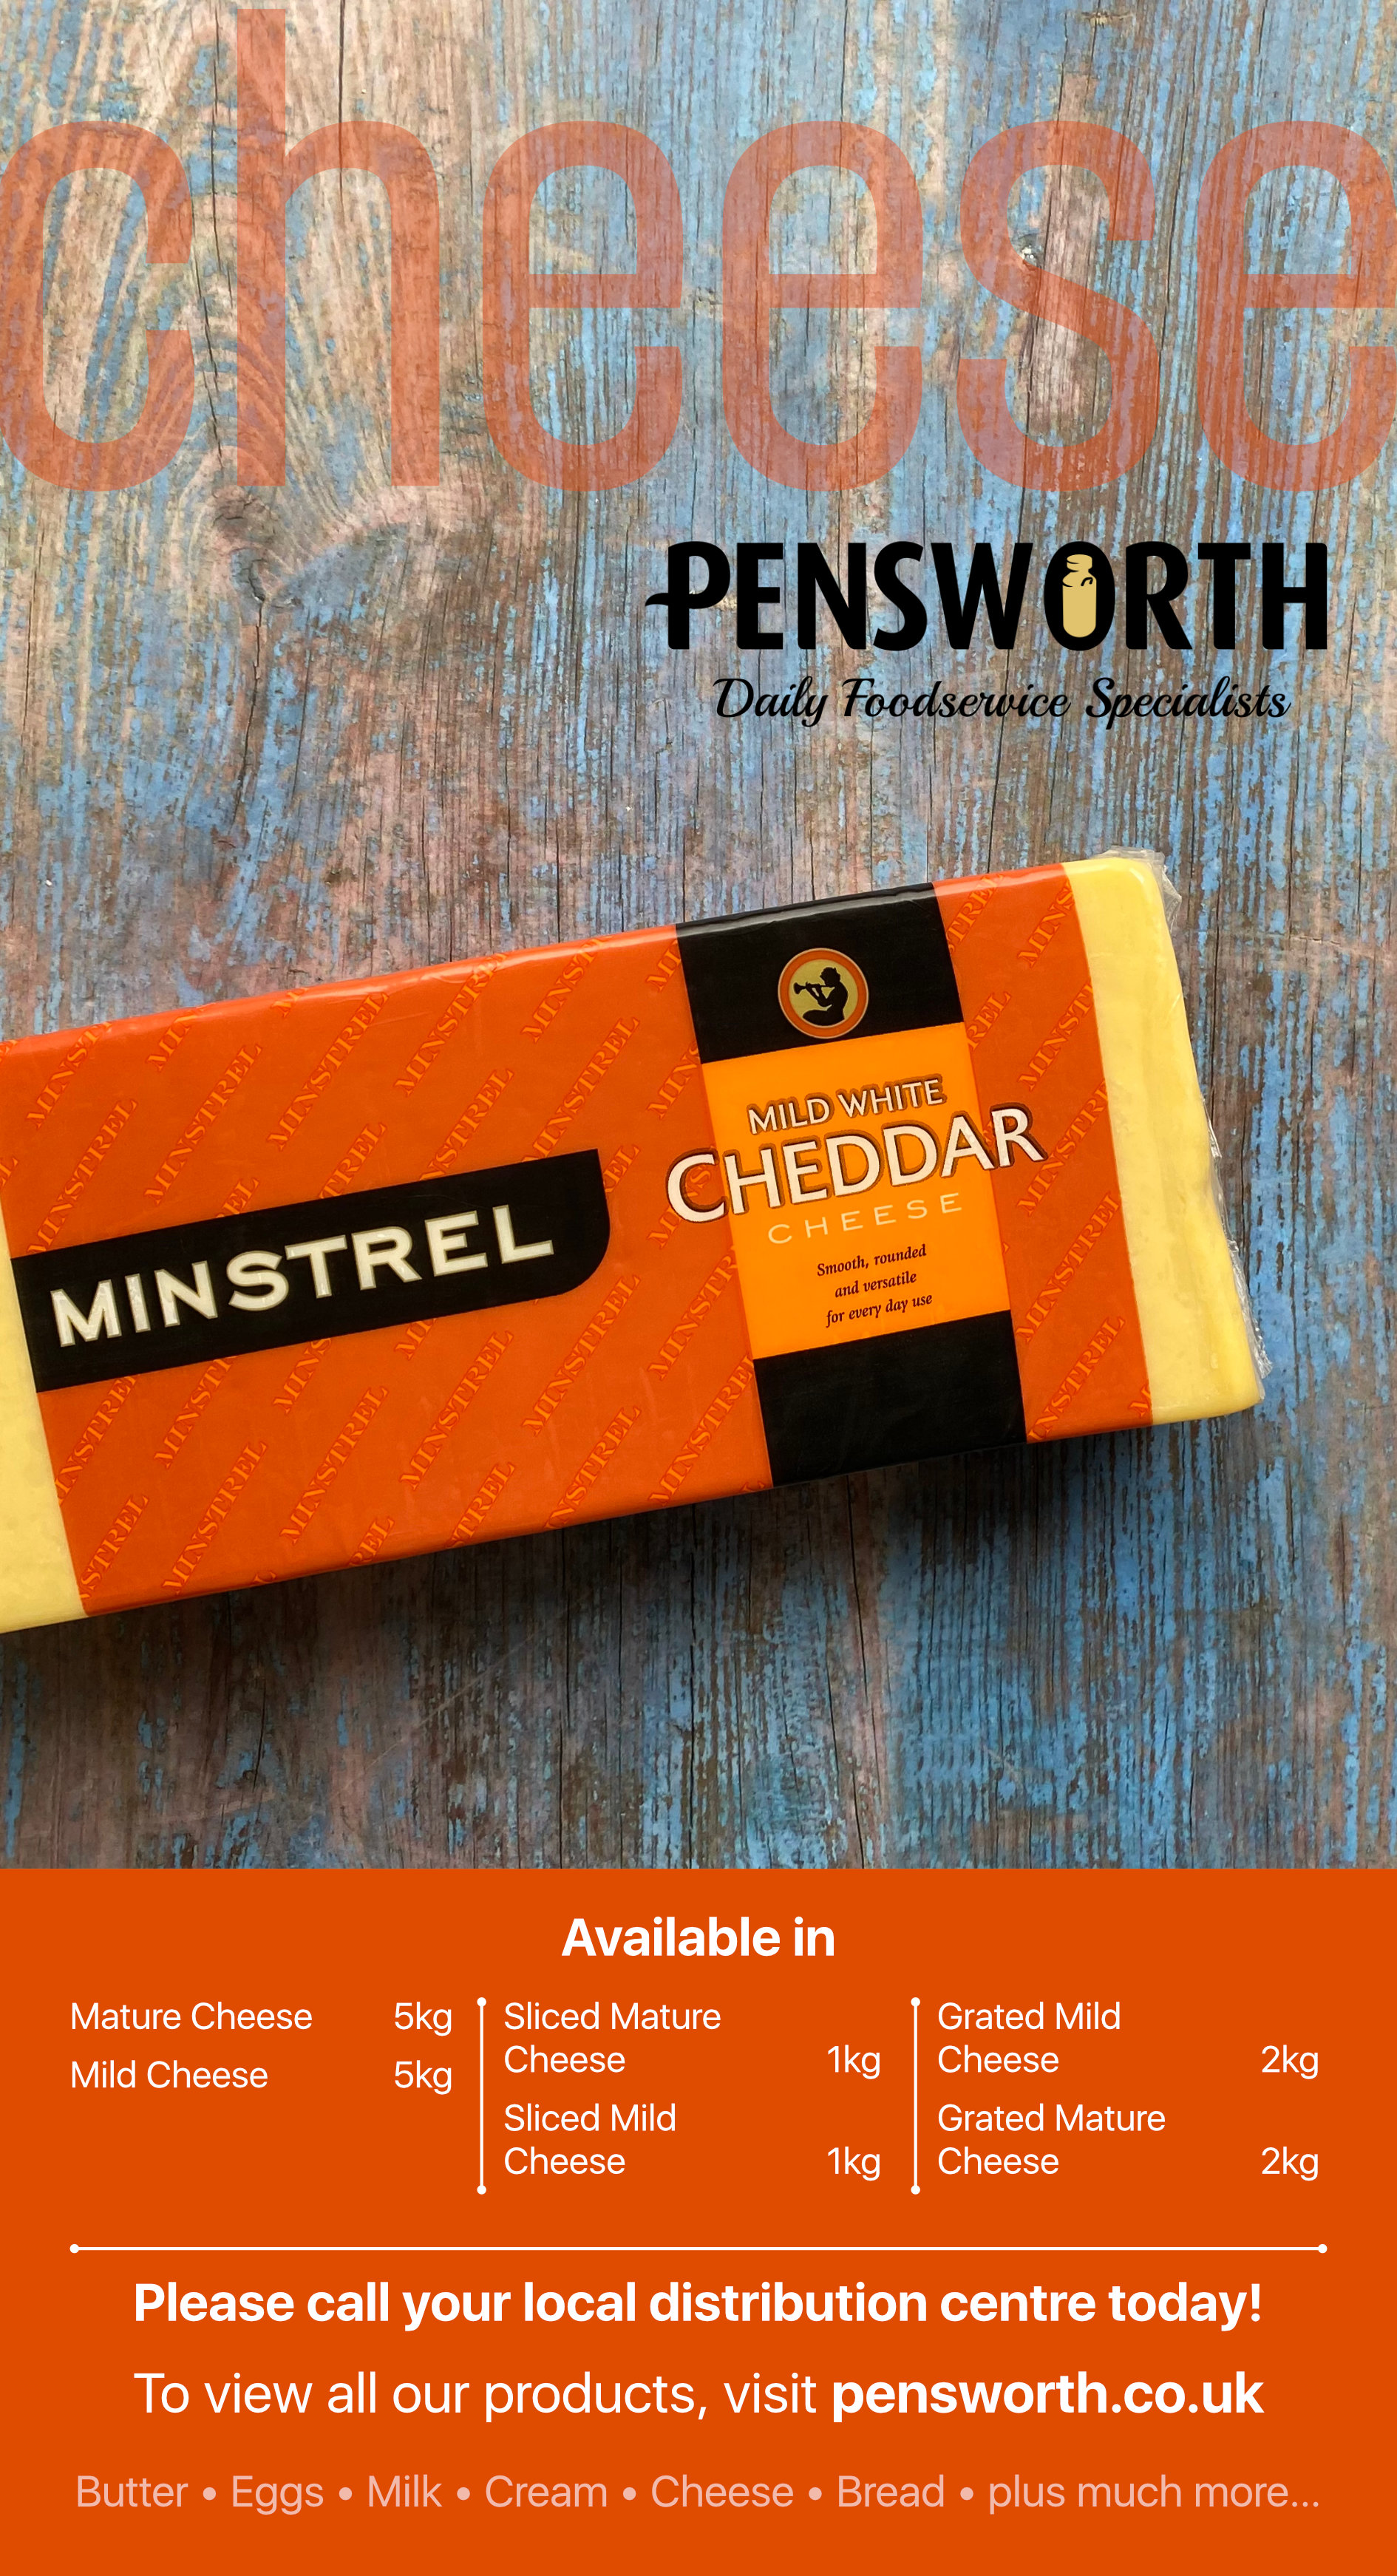 cheese
PENSWORTH
Daily Foodservice Specialists
MINSTREL
MILD WHITE
CHEDDAR
CHEESE
Smooth, rounded
and versatile
for every day use
Available in
Mature Cheese 5kg
Mild Cheese 5kg
Sliced Mature
Cheese 1kg
Sliced Mild
Cheese 1kg
Grated Mild
Cheese 2kg
Grated Mature
Cheese 2kg
Please call your local distribution centre today!
To view all our products, visit pensworth.co.uk
Butter • Eggs • Milk • Cream • Cheese • Bread • plus much more...